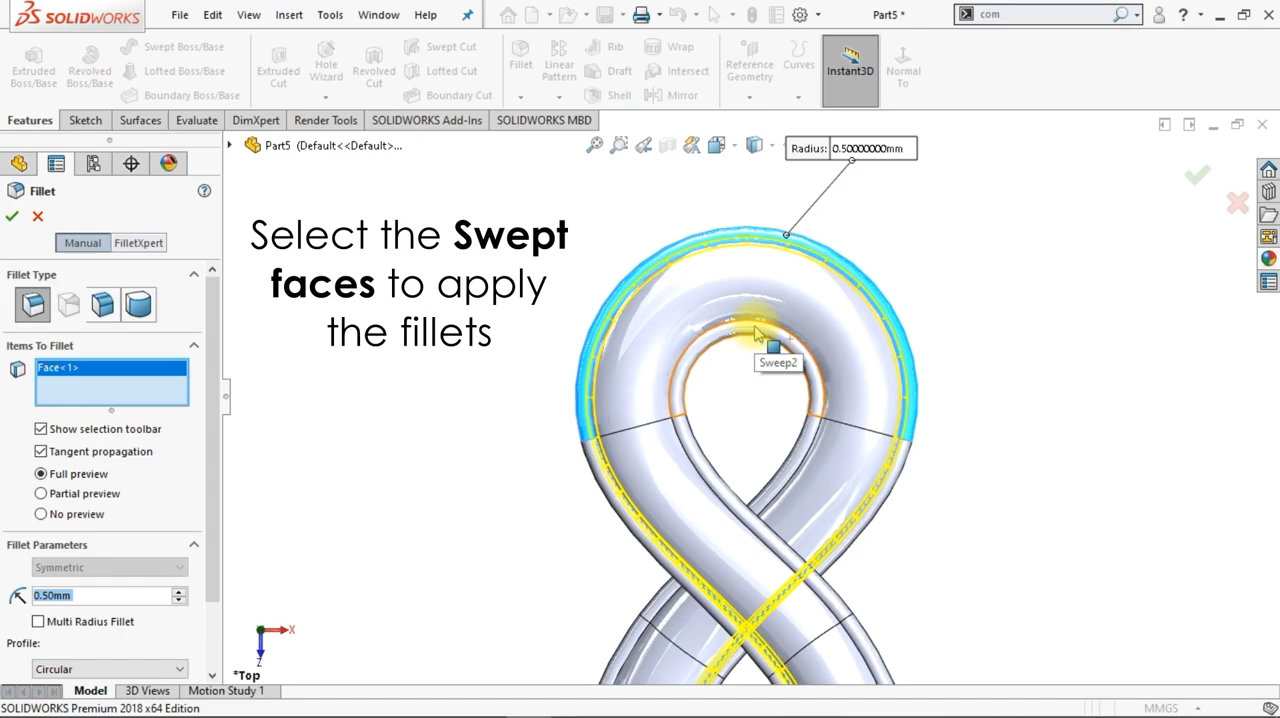 SOLIDWORKS File Edit View Insert Tools Window Help Part5 * com ?
Extruded Boss/Base Revolved Boss/Base Swept Boss/Base Lofted Boss/Base Boundary Boss/Base Extruded Cut Hole Wizard Revolved Cut Swept Cut Lofted Cut Boundary Cut Fillet Linear Pattern Rib Draft Shell Wrap Intersect Mirror Reference Geometry Curves Instant3D Normal To
Features Sketch Surfaces Evaluate DimXpert Render Tools SOLIDWORKS Add-Ins SOLIDWORKS MBD
Part5 (Default<<Default>...
Radius: 0.50000000mm
Fillet
Manual FilletXpert
Fillet Type
Items To Fillet
Face<1>
Show selection toolbar
Tangent propagation
Full preview
Partial preview
No preview
Fillet Parameters
Symmetric
0.50mm
Multi Radius Fillet
Profile:
Circular
Select the Swept
faces to apply
the fillets
Sweep2
X
Z
*Top
Model 3D Views Motion Study 1
SOLIDWORKS Premium 2018 x64 Edition MMGS